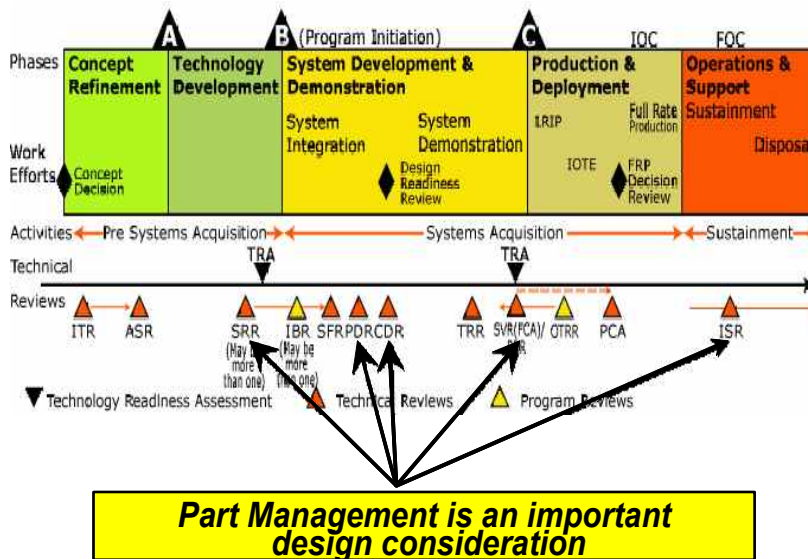 A
B
(Program Initiation)
C
IOC
FOC
Phases
Concept
Refinement
Technology
Development
System Development &
Demonstration
Production &
Deployment
Operations &
Support
System
Integration
System
Demonstration
LRIP
Full Rate
Production
Sustainment
Disposa
Work
Efforts
Concept
Decision
Design
Readiness
Review
IOTE
FRP
Decision
Review
Activities
Pre Systems Acquisition
Systems Acquisition
Sustainment
TRA
TRA
Technical
Reviews
ITR
ASR
SRR
(May be
more
than one)
IBR
(May be
more
than one)
SFR
PDR
CDR
TRR
SVR(FCA)/
OTRR
PCA
ISR
Technology Readiness Assessment
Technical Reviews
Program Reviews
Part Management is an important
design consideration